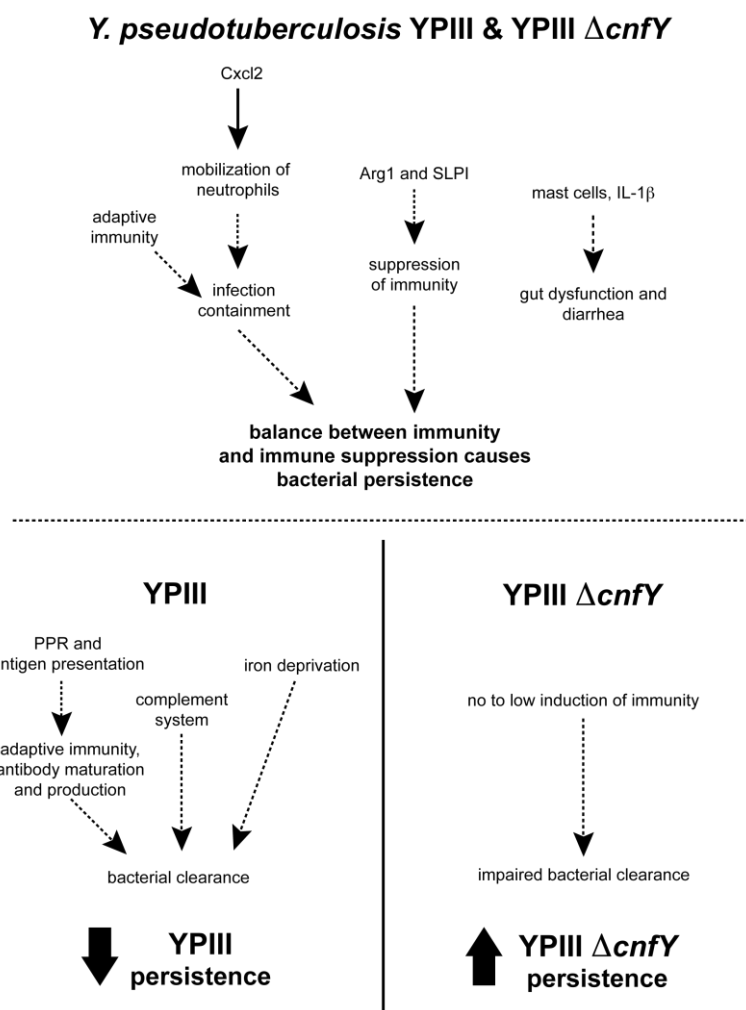 Y. pseudotuberculosis YPIII & YPIII ΔcnfY
Cxcl2
mobilization of
neutrophils
adaptive
immunity
infection
containment
Arg1 and SLPI
suppression
of immunity
mast cells, IL-1β
gut dysfunction and
diarrhea
balance between immunity
and immune suppression causes
bacterial persistence
YPIII
PPR and
ntigen presentation
adaptive immunity,
antibody maturation
and production
complement
system
iron deprivation
bacterial clearance
YPIII
persistence
YPIII ΔcnfY
no to low induction of immunity
impaired bacterial clearance
YPIII ΔcnfY
persistence